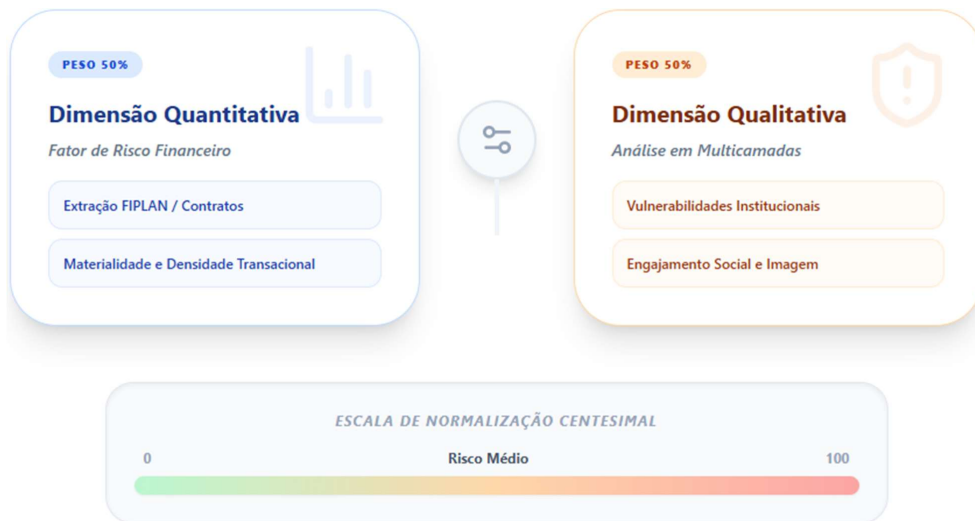 PESO 50%
Dimensão Quantitativa
Fator de Risco Financeiro
Extração FIPLAN / Contratos
Materialidade e Densidade Transacional
PESO 50%
Dimensão Qualitativa
Análise em Multicamadas
Vulnerabilidades Institucionais
Engajamento Social e Imagem
ESCALA DE NORMALIZAÇÃO CENTESIMAL
0 Risco Médio 100